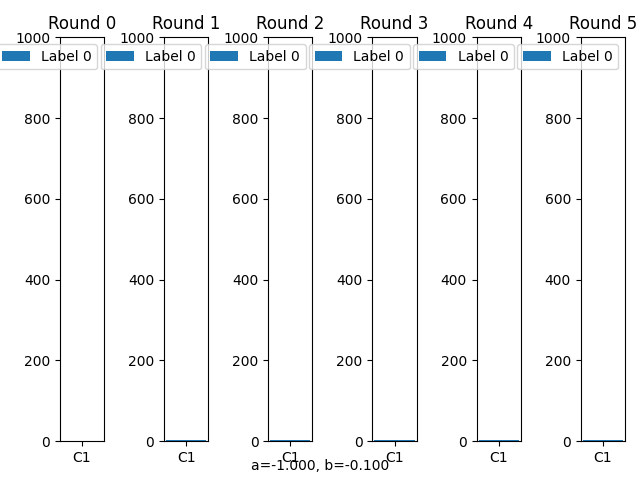 Round 0 Round 1 Round 2 Round 3 Round 4 Round 5
1000 1000 1000 1000 1000 1000
Label 0 Label 0 Label 0 Label 0 Label 0 Label 0
800 800 800 800 800 800
600 600 600 600 600 600
400 400 400 400 400 400
200 200 200 200 200 200
0 0 0 0 0 0
C1 C1 C1 C1 C1 C1
a=-1.000, b=-0.100